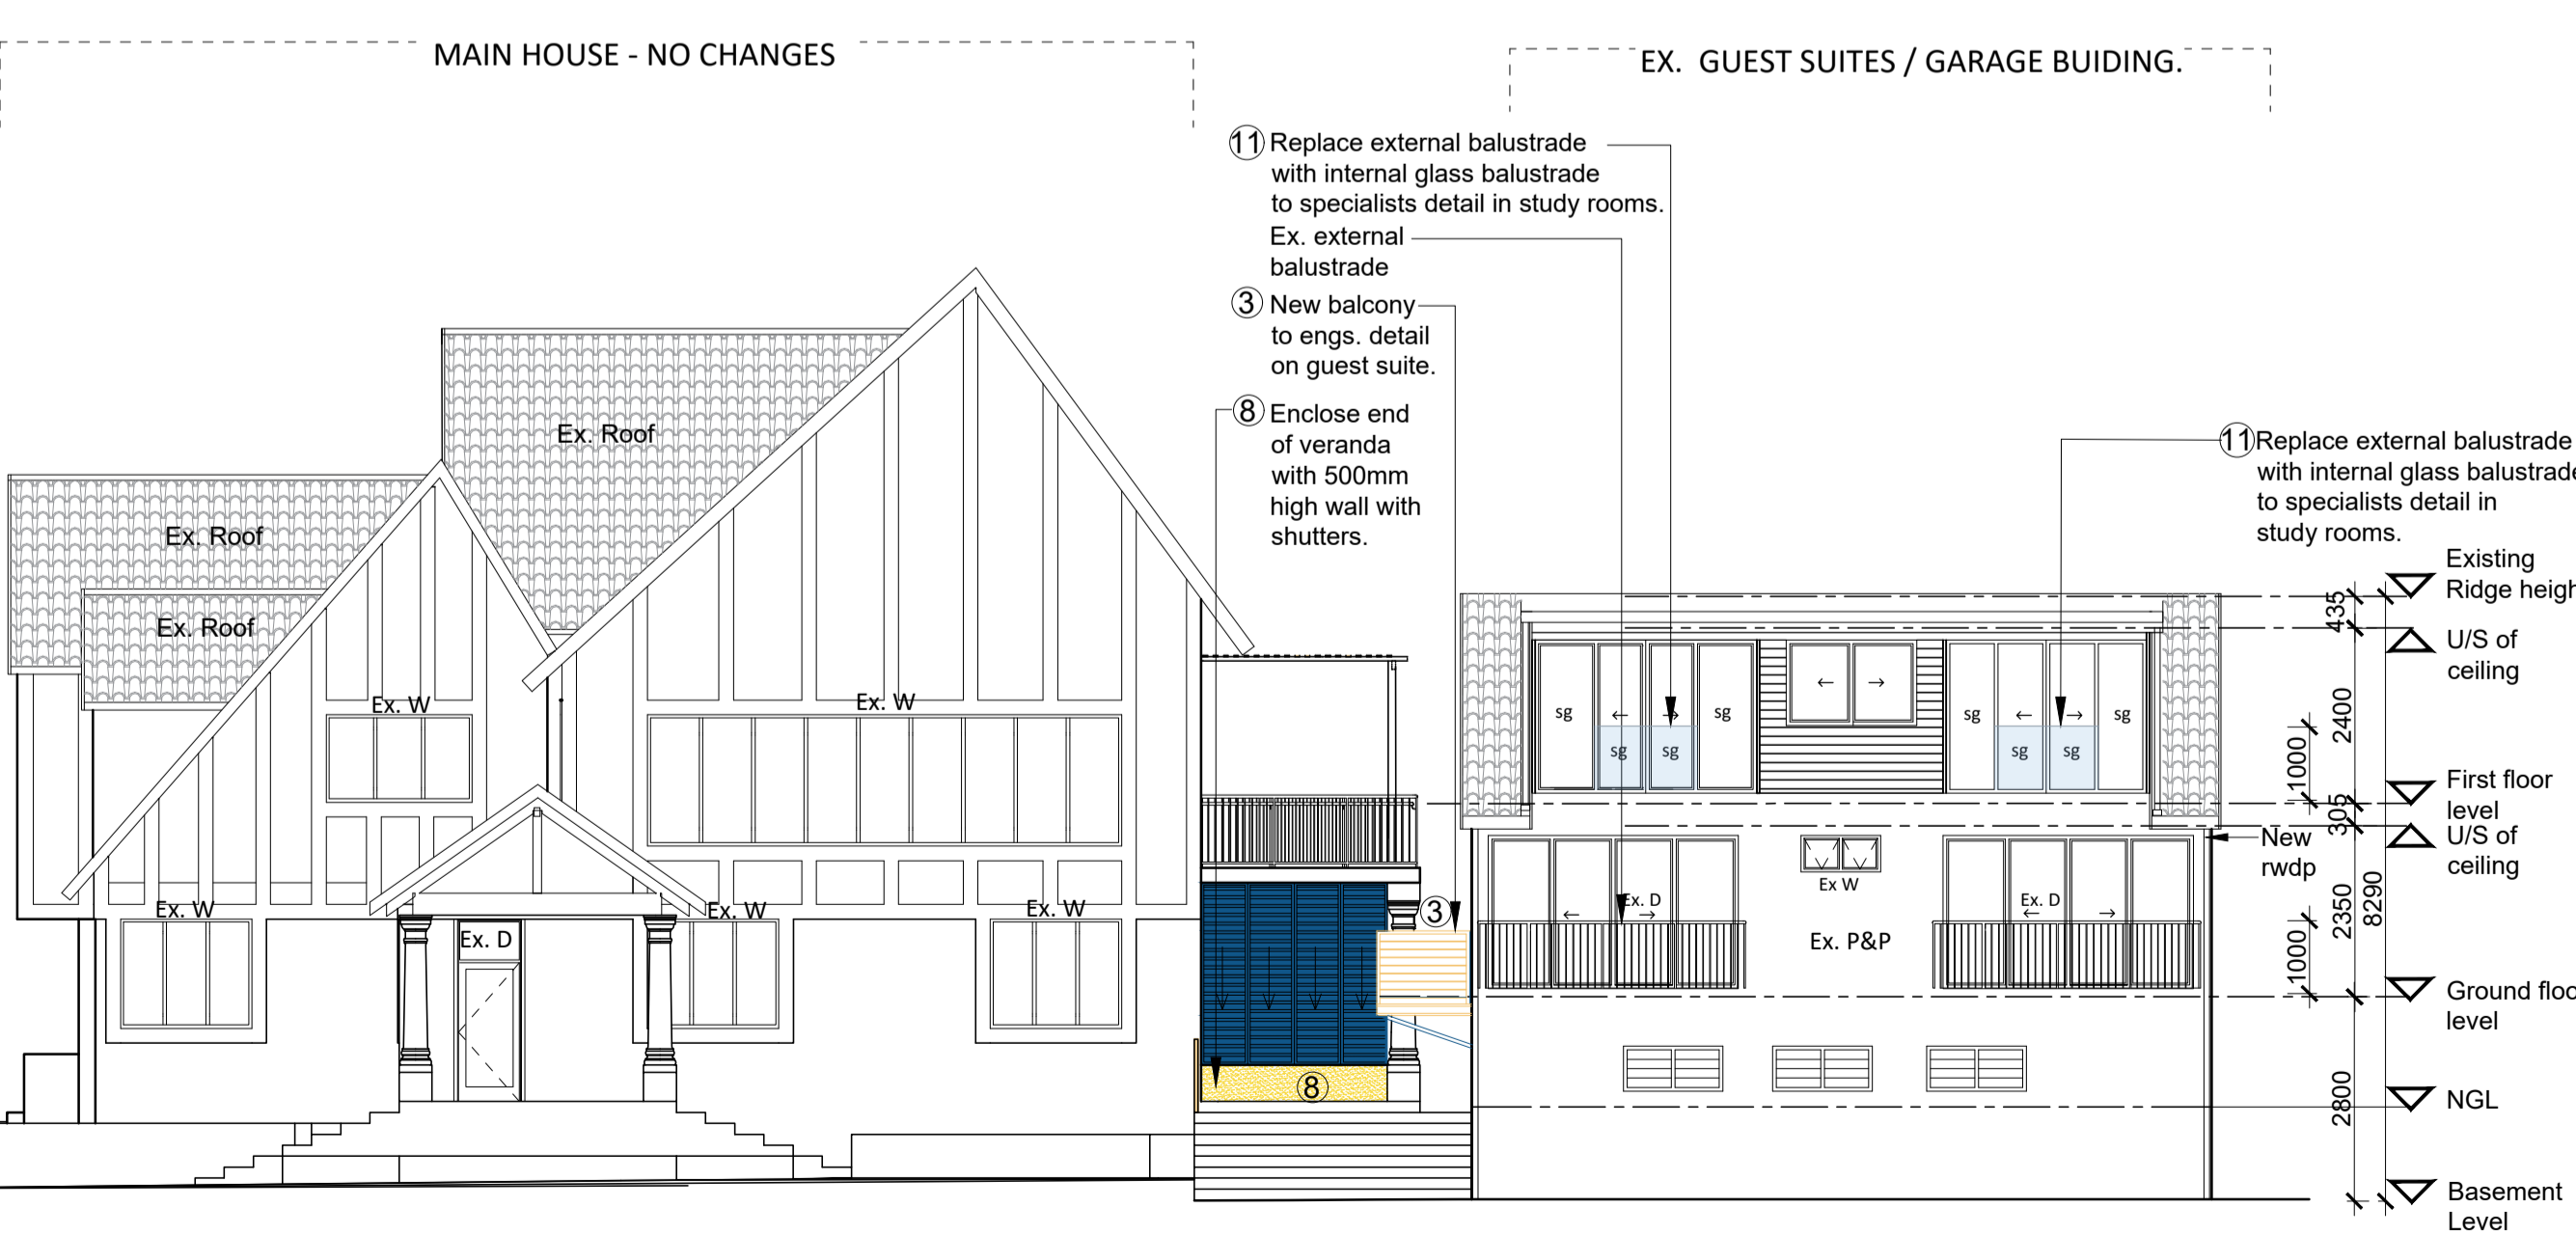 MAIN HOUSE - NO CHANGES
EX. GUEST SUITES / GARAGE BUIDING.
11 Replace external balustrade
with internal glass balustrade
to specialists detail in study rooms.
Ex. external
balustrade
3 New balcony
to engs. detail
on guest suite.
8 Enclose end
of veranda
with 500mm
high wall with
shutters.
11 Replace external balustrade
with internal glass balustrade
to specialists detail in
study rooms.
Existing
Ridge heigh
U/S of
ceiling
First floor
level
U/S of
ceiling
New
rwdp
Ground floo
level
NGL
Basement
Level
435
2400
1000
305
2350
8290
1000
2800
Ex. Roof
Ex. Roof
Ex. Roof
Ex. W
Ex. W
Ex. W
Ex. W
Ex. W
Ex. D
3
8
sg
← →
sg
sg
sg
← →
sg
← →
sg
sg
sg
Ex W
Ex. D
← →
Ex. D
← →
Ex. P&P